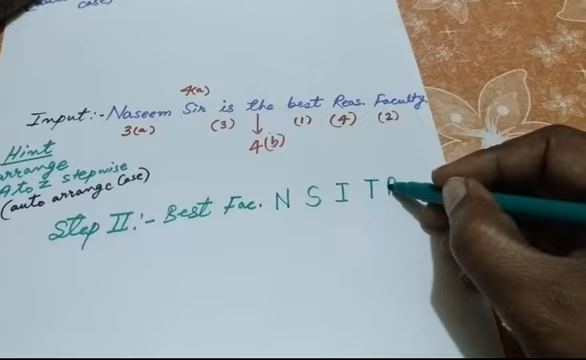 case)
4(a)
Input:- Naseem Sir is the best Reas. Faculty
3(a) (3) ↓ (1) (4) (2)
4(b)
Hint
arrange
A to Z stepwise
(auto arrange case)
Step II:- Best Fac. N S I T